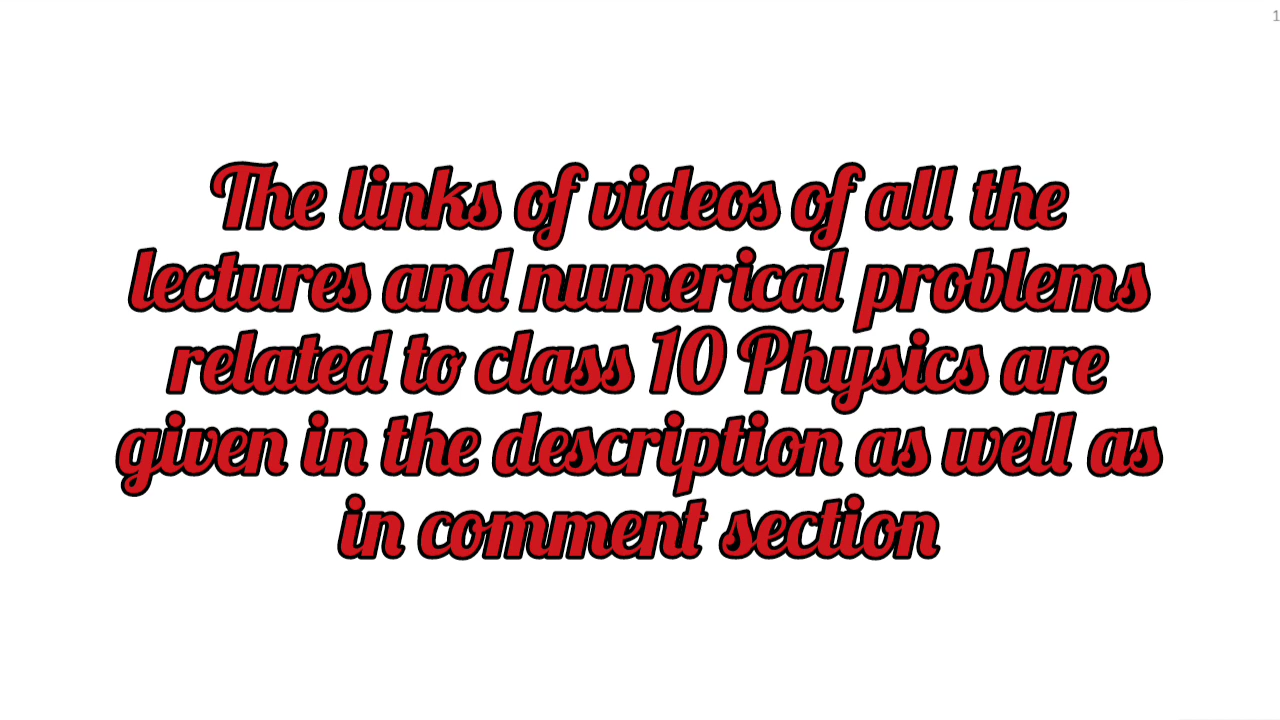 1
The links of videos of all the
lectures and numerical problems
related to class 10 Physics are
given in the description as well as
in comment section